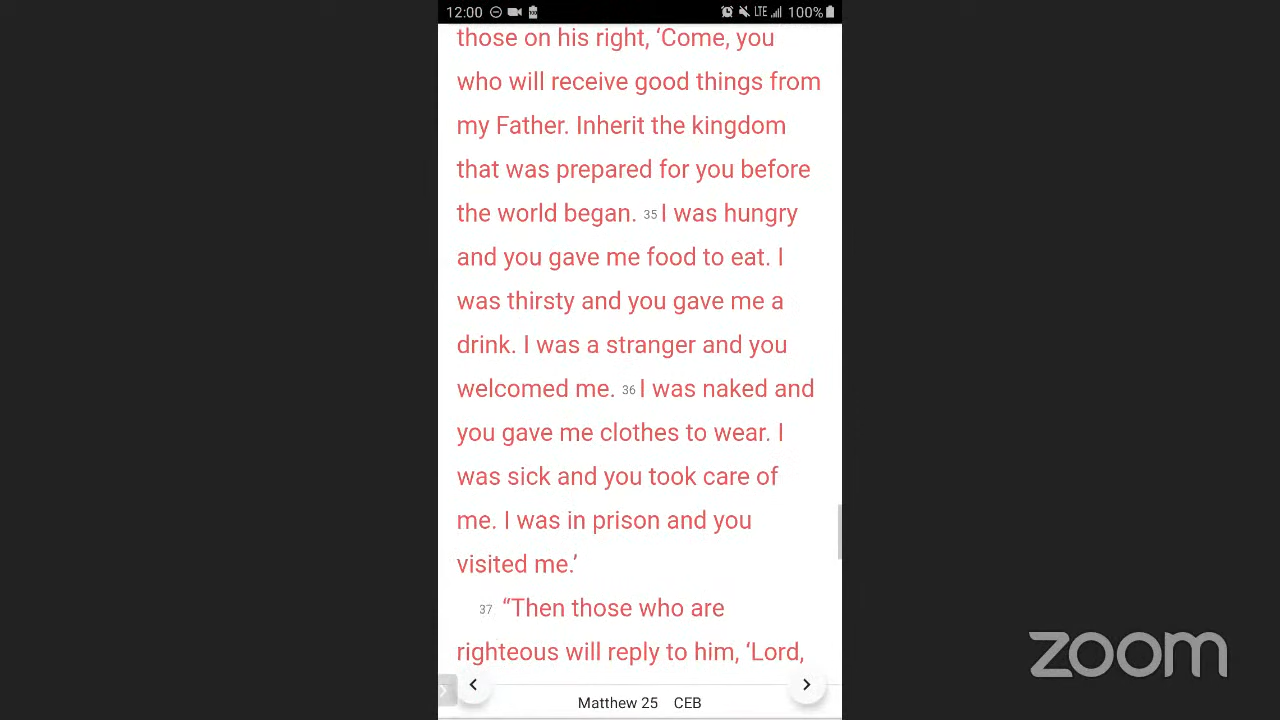 12:00 LTE 100%
those on his right, ‘Come, you
who will receive good things from
my Father. Inherit the kingdom
that was prepared for you before
the world began. 35 I was hungry
and you gave me food to eat. I
was thirsty and you gave me a
drink. I was a stranger and you
welcomed me. 36 I was naked and
you gave me clothes to wear. I
was sick and you took care of
me. I was in prison and you
visited me.’
37 “Then those who are
righteous will reply to him, ‘Lord,
Matthew 25 CEB
zoom